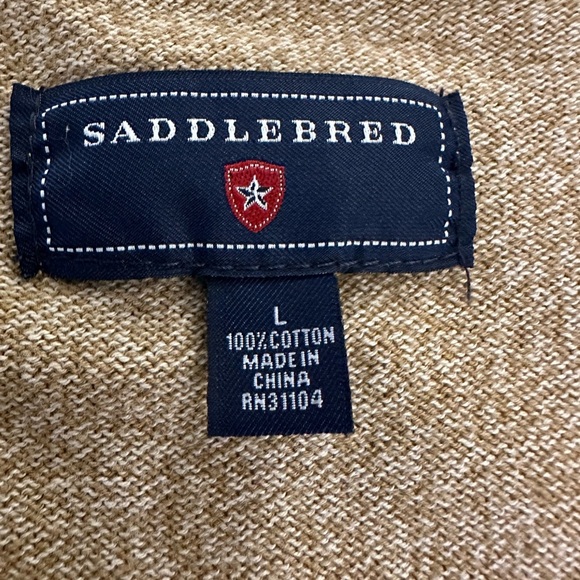 SADDLEBRED
L
100% COTTON
MADE IN
CHINA
RN31104